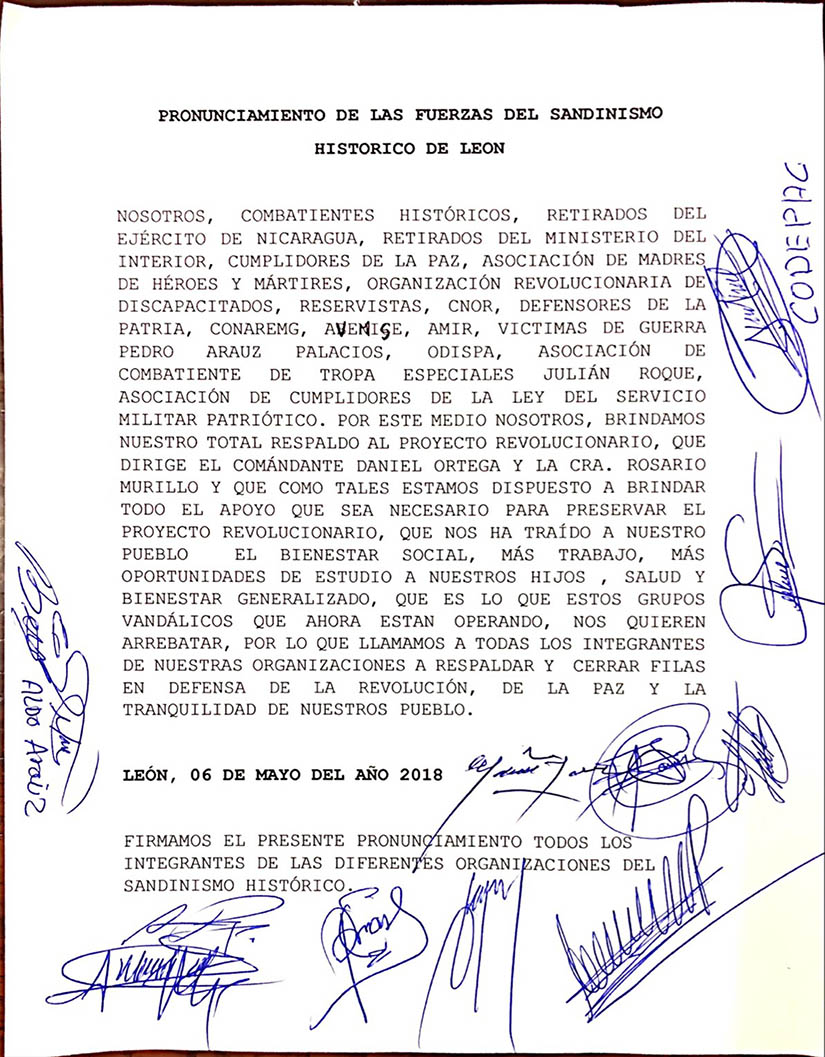 PRONUNCIAMIENTO DE LAS FUERZAS DEL SANDINISMO
HISTORICO DE LEON
NOSOTROS, COMBATIENTES HISTÓRICOS, RETIRADOS DEL
EJÉRCITO DE NICARAGUA, RETIRADOS DEL MINISTERIO DEL
INTERIOR, CUMPLIDORES DE LA PAZ, ASOCIACIÓN DE MADRES
DE HÉROES Y MÁRTIRES, ORGANIZACIÓN REVOLUCIONARIA DE
DISCAPACITADOS, RESERVISTAS, CNOR, DEFENSORES DE LA
PATRIA, CONAREMG, AVEMIGE, AMIR, VICTIMAS DE GUERRA
PEDRO ARAUZ PALACIOS, ODISPA, ASOCIACIÓN DE
COMBATIENTE DE TROPA ESPECIALES JULIÁN ROQUE,
ASOCIACIÓN DE CUMPLIDORES DE LA LEY DEL SERVICIO
MILITAR PATRIÓTICO. POR ESTE MEDIO NOSOTROS, BRINDAMOS
NUESTRO TOTAL RESPALDO AL PROYECTO REVOLUCIONARIO, QUE
DIRIGE EL COMÁNDANTE DANIEL ORTEGA Y LA CRA. ROSARIO
MURILLO Y QUE COMO TALES ESTAMOS DISPUESTO A BRINDAR
TODO EL APOYO QUE SEA NECESARIO PARA PRESERVAR EL
PROYECTO REVOLUCIONARIO, QUE NOS HA TRAÍDO A NUESTRO
PUEBLO EL BIENESTAR SOCIAL, MÁS TRABAJO, MÁS
OPORTUNIDADES DE ESTUDIO A NUESTROS HIJOS , SALUD Y
BIENESTAR GENERALIZADO, QUE ES LO QUE ESTOS GRUPOS
VANDÁLICOS QUE AHORA ESTAN OPERANDO, NOS QUIEREN
ARREBATAR, POR LO QUE LLAMAMOS A TODAS LOS INTEGRANTES
DE NUESTRAS ORGANIZACIONES A RESPALDAR Y CERRAR FILAS
EN DEFENSA DE LA REVOLUCIÓN, DE LA PAZ Y LA
TRANQUILIDAD DE NUESTROS PUEBLO.
LEÓN, 06 DE MAYO DEL AÑO 2018
FIRMAMOS EL PRESENTE PRONUNCIAMIENTO TODOS LOS
INTEGRANTES DE LAS DIFERENTES ORGANIZACIONES DEL
SANDINISMO HISTÓRICO.
CODEIPAL
Aldo Araúz